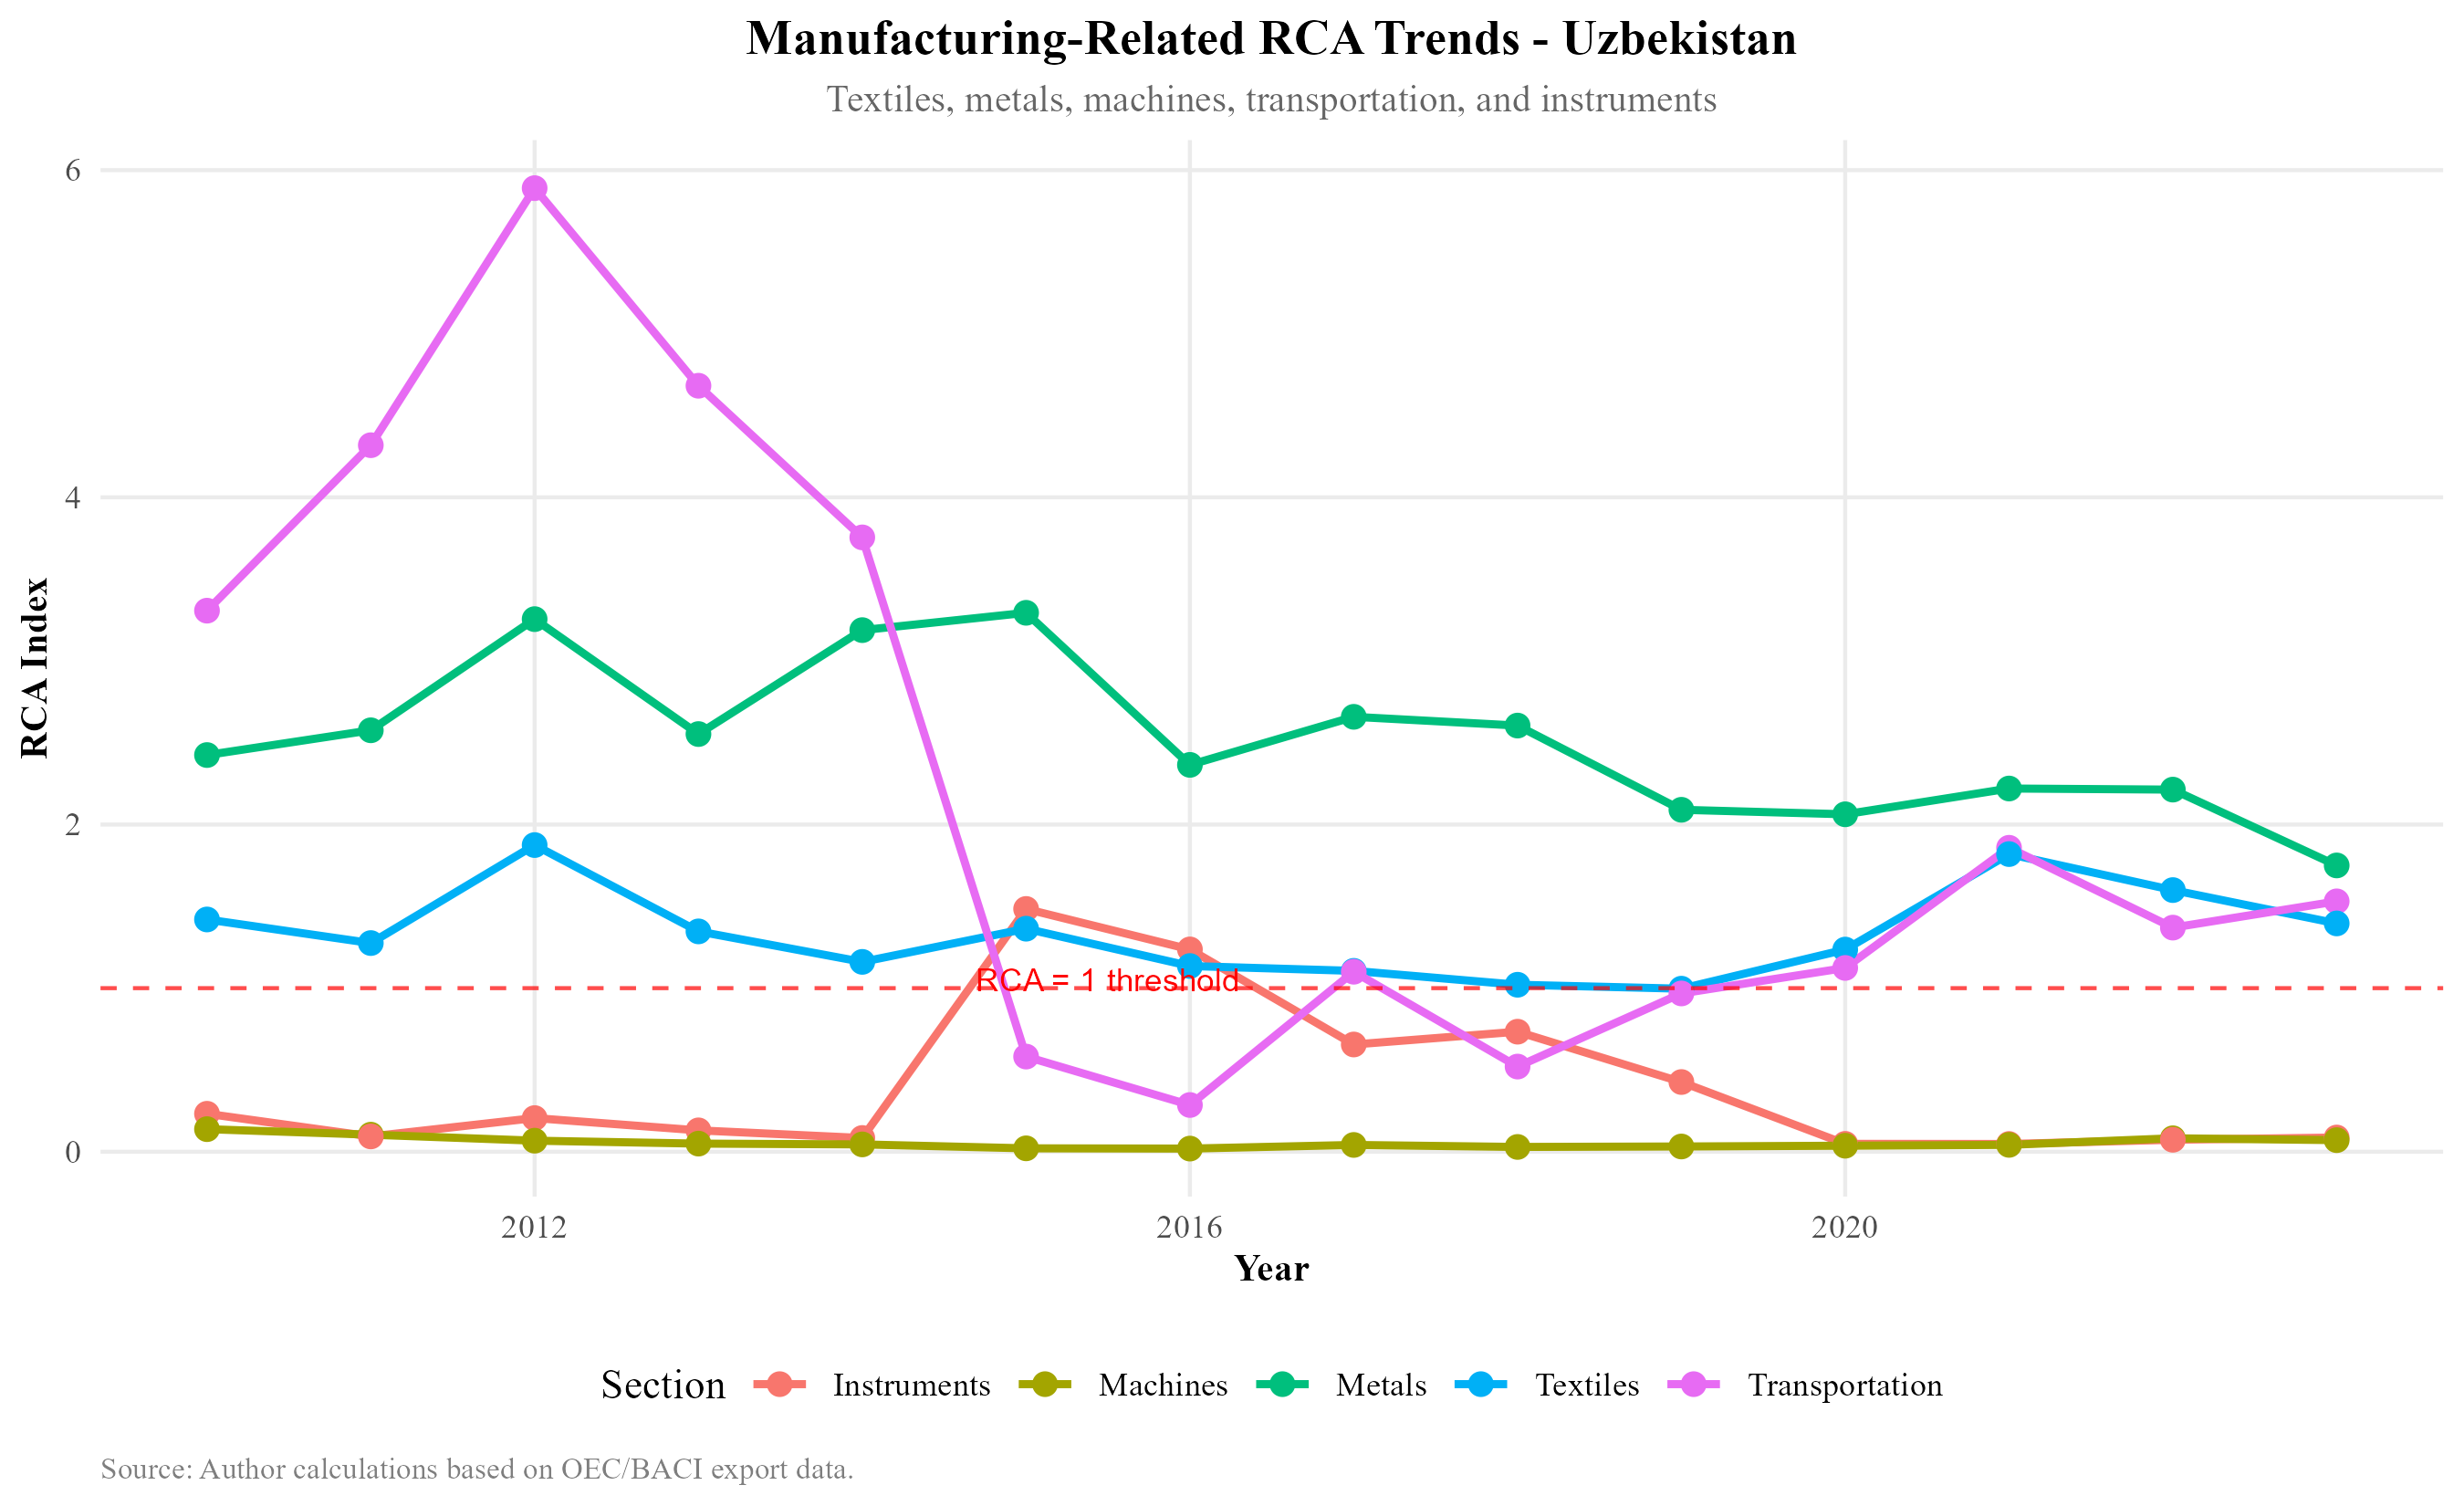 Manufacturing-Related RCA Trends - Uzbekistan
Textiles, metals, machines, transportation, and instruments
6
4
2
0
RCA Index
RCA = 1 threshold
2012 2016 2020
Year
Section Instruments Machines Metals Textiles Transportation
Source: Author calculations based on OEC/BACI export data.